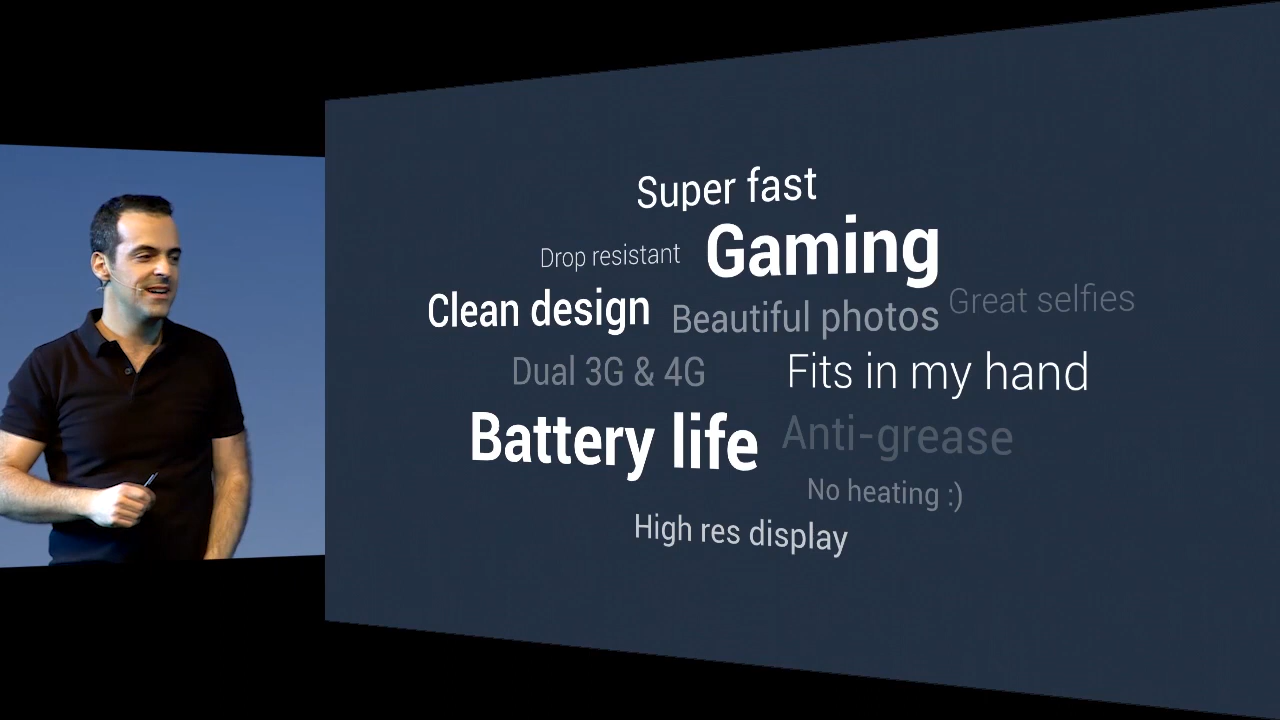 Super fast
Drop resistant
Gaming
Clean design
Beautiful photos
Great selfies
Dual 3G & 4G
Fits in my hand
Battery life
Anti-grease
No heating :)
High res display